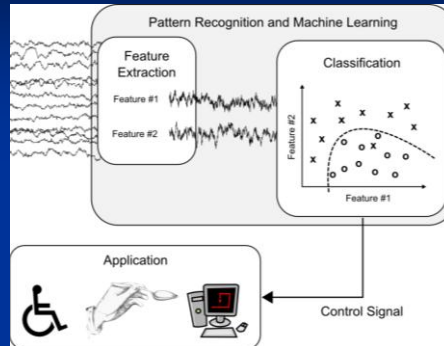 Pattern Recognition and Machine Learning
Feature
Extraction
Feature #1
Feature #2
Classification
Feature #2
Feature #1
Application
Control Signal